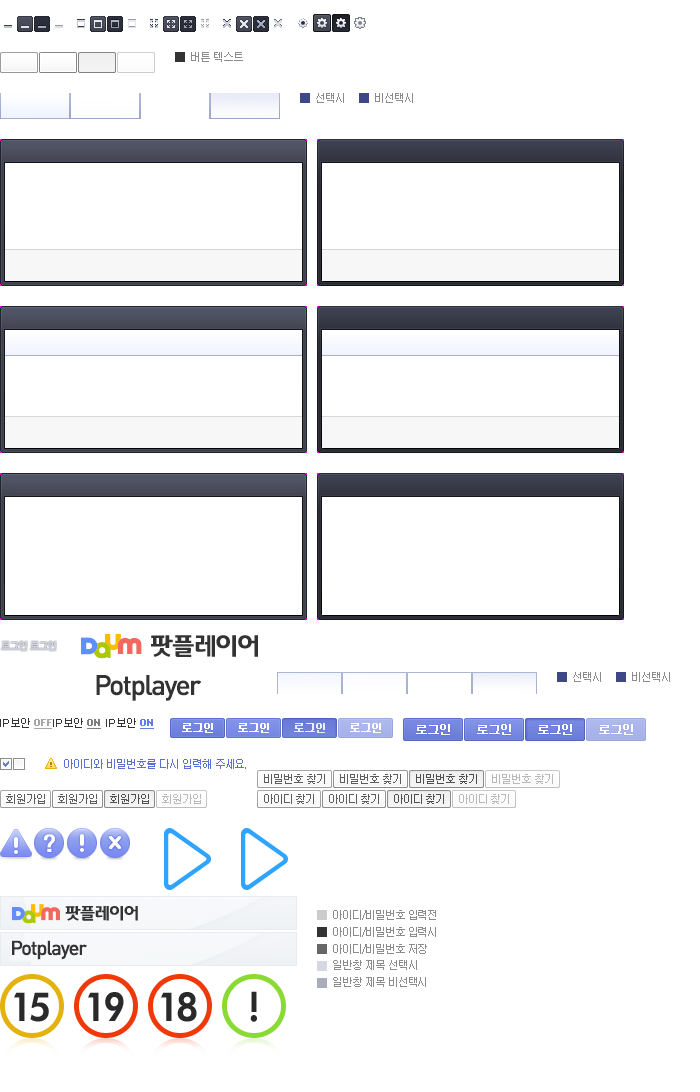 버튼 텍스트
선택시 비선택시
로그인 로그인
Daum 팟플레이어
Potplayer
선택시 비선택시
IP보안 OFF IP보안 ON IP보안 ON
로그인 로그인 로그인 로그인 로그인 로그인 로그인 로그인
아이디와 비밀번호를 다시 입력해 주세요.
비밀번호 찾기 비밀번호 찾기 비밀번호 찾기 비밀번호 찾기
회원가입 회원가입 회원가입 회원가입
아이디 찾기 아이디 찾기 아이디 찾기 아이디 찾기
! ? !
Daum 팟플레이어
Potplayer
아이디/비밀번호 입력전
아이디/비밀번호 입력시
아이디/비밀번호 저장
일반창 제목 선택시
일반창 제목 비선택시
15 19 18 !